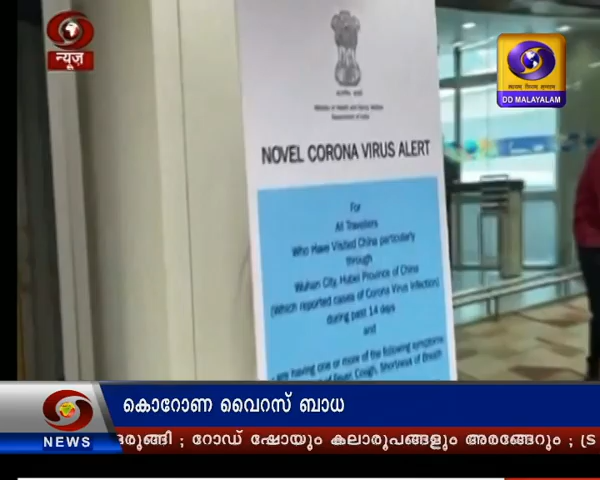 ന്യൂസ്
DD MALAYALAM
Ministry of Health and Family Welfare
Government of India
NOVEL CORONA VIRUS ALERT
For
All Travellers
Who Have Visited China particularly
through
Wuhan City, Hubei Province of China
(Which reported cases of Corona Virus Infection)
during past 14 days
and
are having one or more of the following symptoms
of Fever, Cough, Shortness of Breath
കൊറോണ വൈറസ് ബാധ
NEWS
ഒരുങ്ങി ; റോഡ് ഷോയും കലാരൂപങ്ങളും അരങ്ങേറും ; (ട്ര